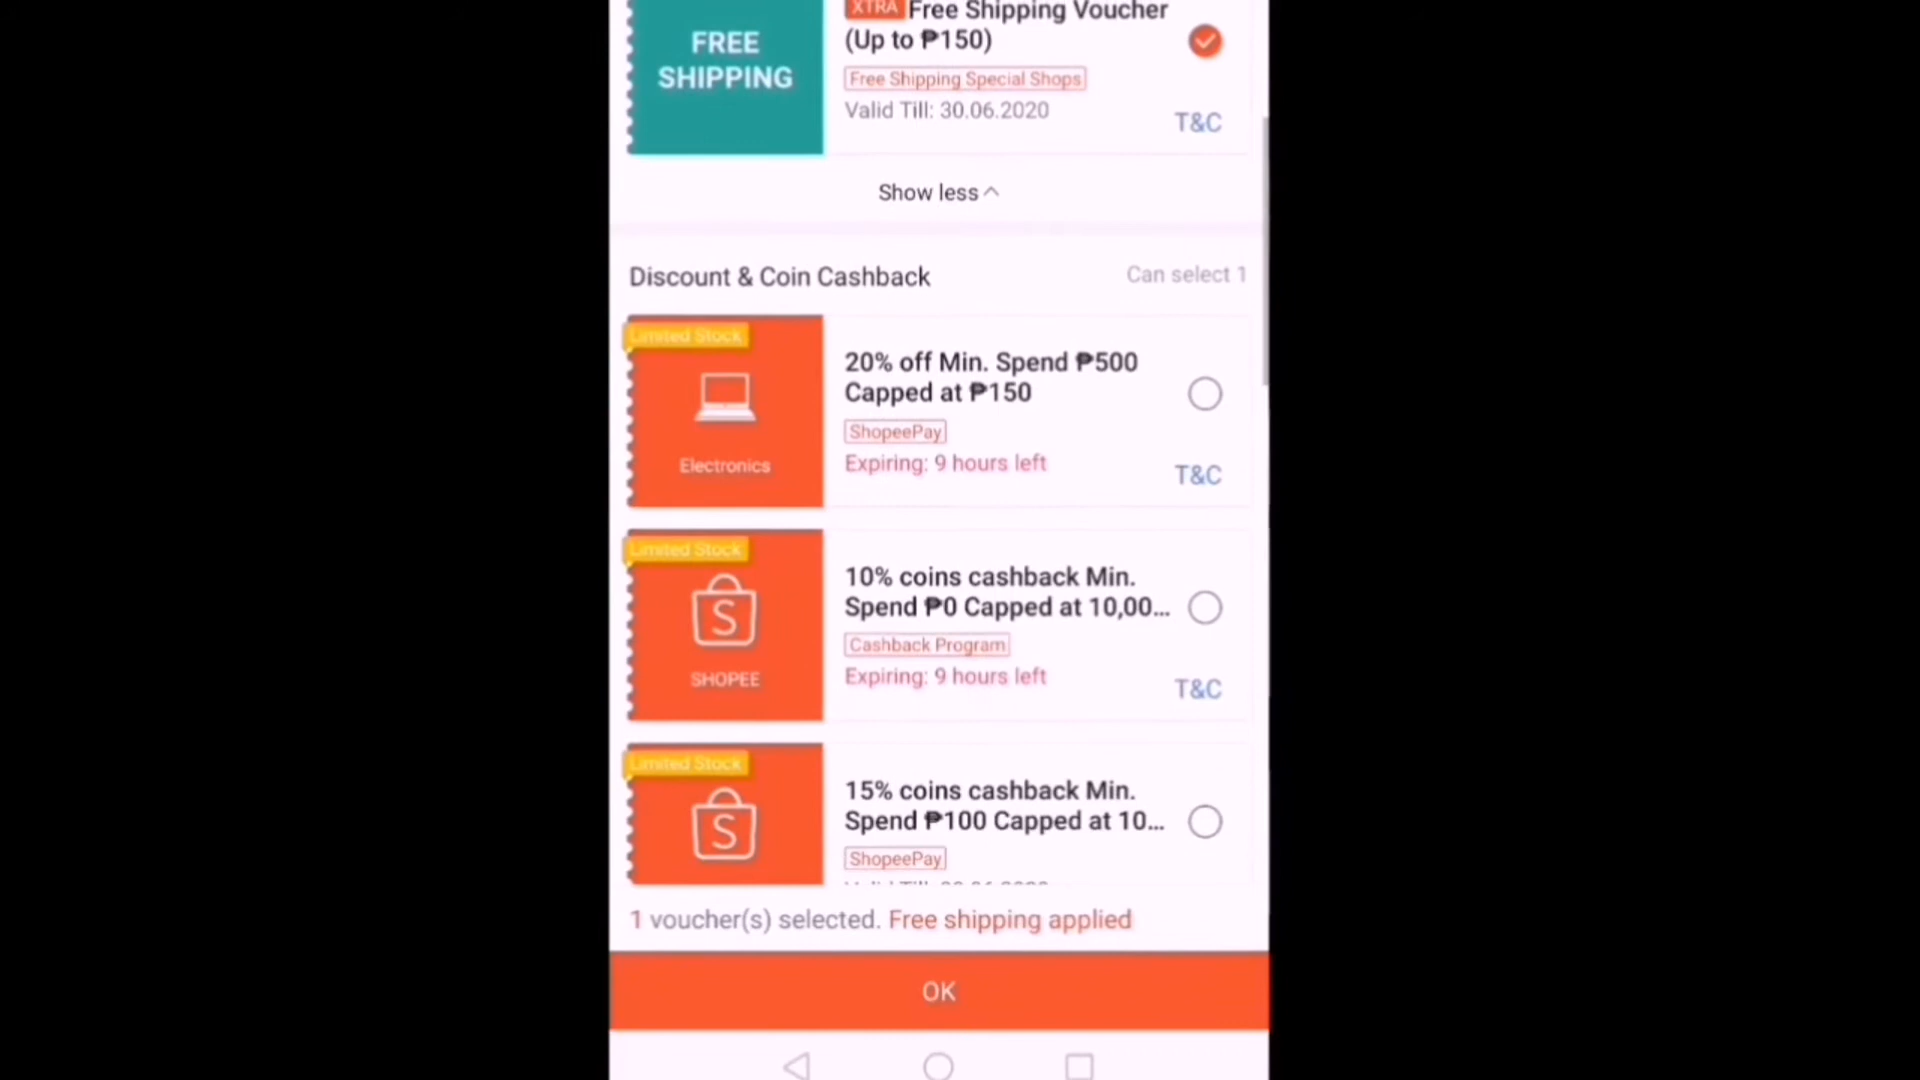 XTRA Free Shipping Voucher
FREE
SHIPPING
(Up to ₱150)
Free Shipping Special Shops
Valid Till: 30.06.2020
T&C
Show less
Discount & Coin Cashback
Can select 1
Limited Stock
Electronics
20% off Min. Spend ₱500
Capped at ₱150
ShopeePay
Expiring: 9 hours left
T&C
Limited Stock
S
SHOPEE
10% coins cashback Min.
Spend ₱0 Capped at 10,00...
Cashback Program
Expiring: 9 hours left
T&C
Limited Stock
S
15% coins cashback Min.
Spend ₱100 Capped at 10...
ShopeePay
1 voucher(s) selected. Free shipping applied
OK